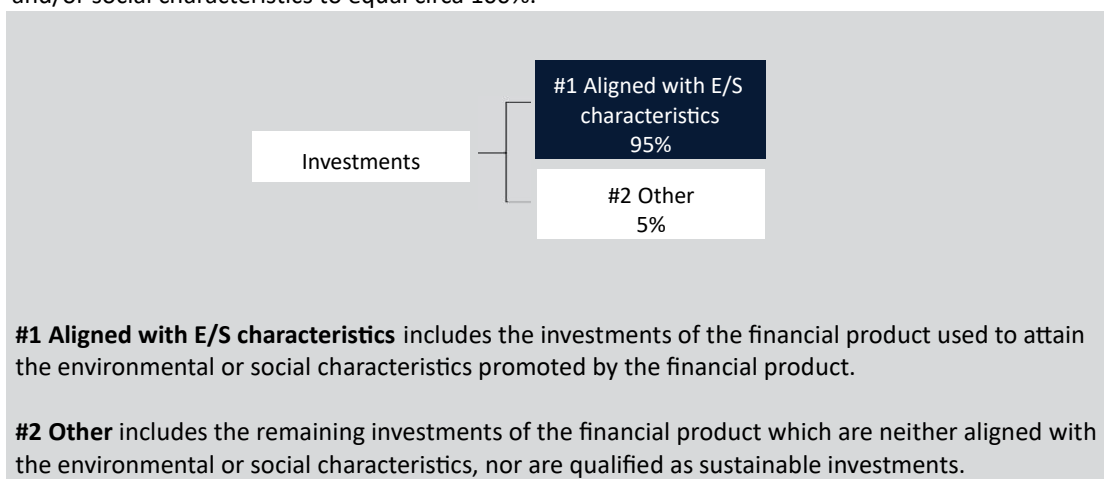 and/or social characteristics to equal circa 100%.
#1 Aligned with E/S
characteristics
95%
Investments
#2 Other
5%
#1 Aligned with E/S characteristics includes the investments of the financial product used to attain
the environmental or social characteristics promoted by the financial product.
#2 Other includes the remaining investments of the financial product which are neither aligned with
the environmental or social characteristics, nor are qualified as sustainable investments.